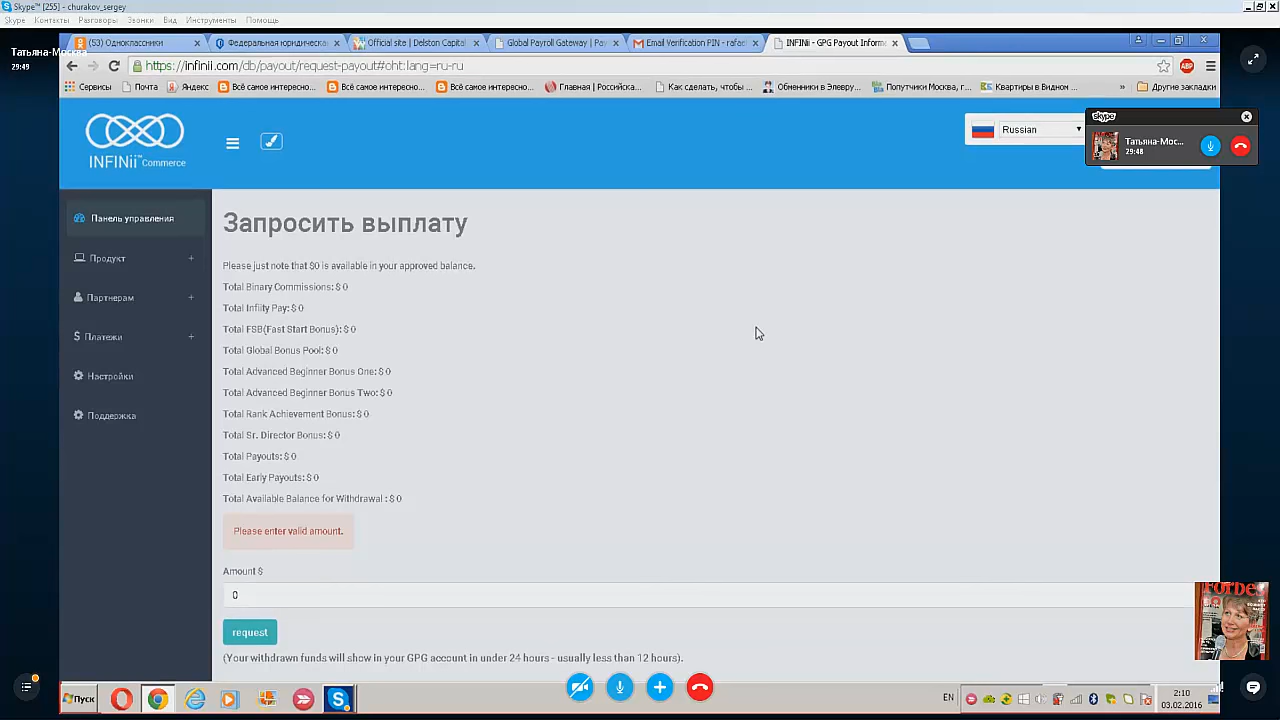 Skype™ [255] - churakov_sergey
Skype Контакты Разговоры Звонки Вид Инструменты Помощь
Татьяна-Москва
29:49
(53) Одноклассники
Федеральная юридическа
Official site | Delston Capital
Global Payroll Gateway | Pay
Email Verification PIN - rafae
INFINii - GPG Payout Inform
https://infinii.com/db/payout/request-payout#oht:lang=ru-ru
Сервисы Почта Яндекс Всё самое интересно... Всё самое интересно... Всё самое интересно... Главная | Российска... Как сделать, чтобы ... Обменники в Элевру... Попутчики Москва, г... Квартиры в Видном ... » Другие закладки
ABP
skype
Татьяна-Мос...
29:48
INFINii™Commerce
Russian
Панель управления
Продукт +
Партнерам +
$ Платежи +
Настройки
Поддержка
Запросить выплату
Please just note that $0 is available in your approved balance.
Total Binary Commissions: $ 0
Total Infiity Pay: $ 0
Total FSB(Fast Start Bonus): $ 0
Total Global Bonus Pool: $ 0
Total Advanced Beginner Bonus One: $ 0
Total Advanced Beginner Bonus Two: $ 0
Total Rank Achievement Bonus: $ 0
Total Sr. Director Bonus: $ 0
Total Payouts: $ 0
Total Early Payouts: $ 0
Total Available Balance for Withdrawal : $ 0
Please enter valid amount.
Amount $
0
request
(Your withdrawn funds will show in your GPG account in under 24 hours - usually less than 12 hours).
Forbes
Пуск
EN
2:10
03.02.2016